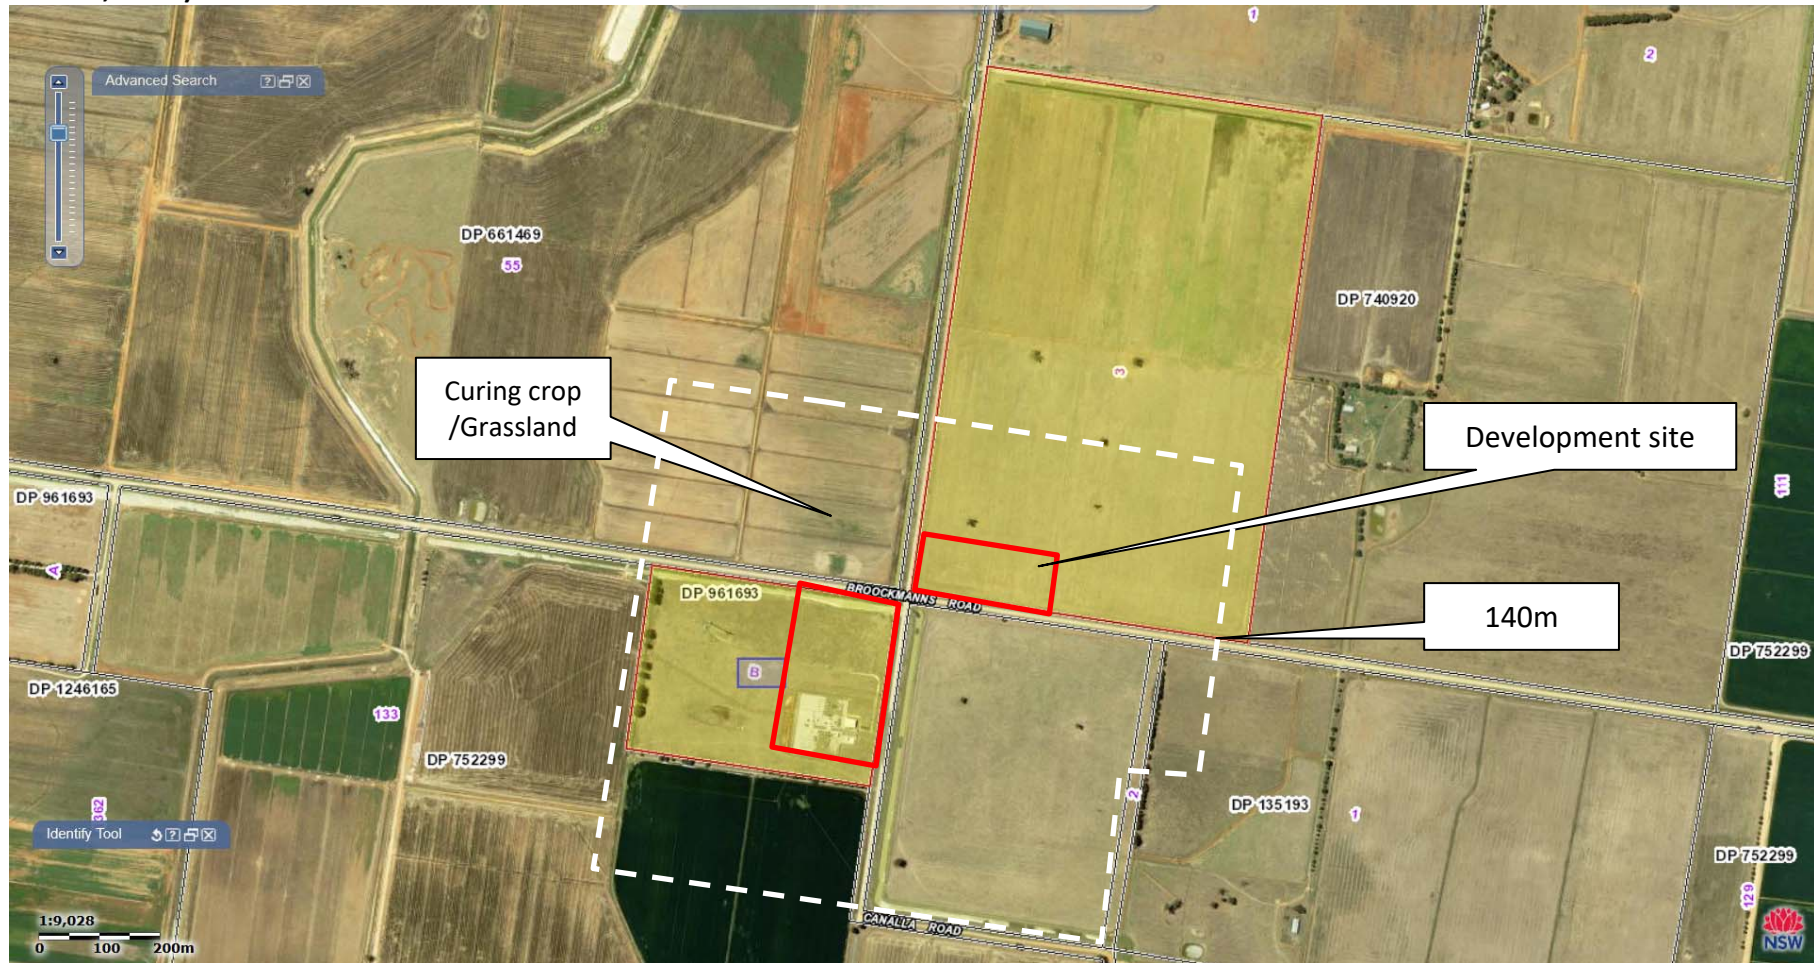 Advanced Search
1
2
DP 661469
55
DP 740920
3
Curing crop
/Grassland
Development site
DP 961693
111
A
DP 961693
BROOCKMANNS ROAD
140m
B
DP 752299
DP 1246165
133
DP 752299
2
DP 135193
1
362
Identify Tool
DP 752299
129
1:9,028
CANALLA ROAD
0 100 200m
NSW